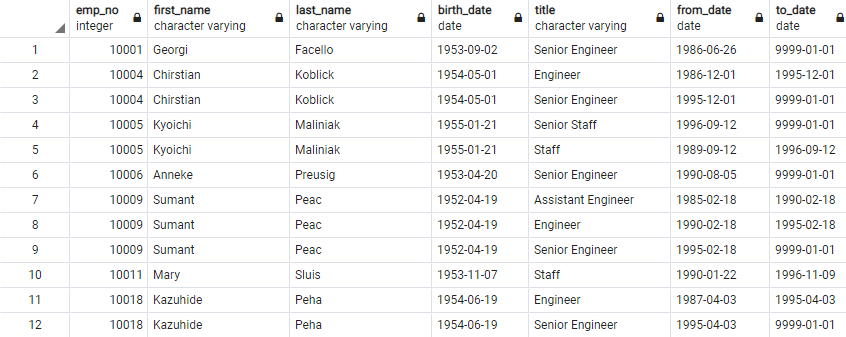 emp_no first_name last_name birth_date title from_date to_date
integer character varying character varying date character varying date date
1 10001 Georgi Facello 1953-09-02 Senior Engineer 1986-06-26 9999-01-01
2 10004 Chirstian Koblick 1954-05-01 Engineer 1986-12-01 1995-12-01
3 10004 Chirstian Koblick 1954-05-01 Senior Engineer 1995-12-01 9999-01-01
4 10005 Kyoichi Maliniak 1955-01-21 Senior Staff 1996-09-12 9999-01-01
5 10005 Kyoichi Maliniak 1955-01-21 Staff 1989-09-12 1996-09-12
6 10006 Anneke Preusig 1953-04-20 Senior Engineer 1990-08-05 9999-01-01
7 10009 Sumant Peac 1952-04-19 Assistant Engineer 1985-02-18 1990-02-18
8 10009 Sumant Peac 1952-04-19 Engineer 1990-02-18 1995-02-18
9 10009 Sumant Peac 1952-04-19 Senior Engineer 1995-02-18 9999-01-01
10 10011 Mary Sluis 1953-11-07 Staff 1990-01-22 1996-11-09
11 10018 Kazuhide Peha 1954-06-19 Engineer 1987-04-03 1995-04-03
12 10018 Kazuhide Peha 1954-06-19 Senior Engineer 1995-04-03 9999-01-01